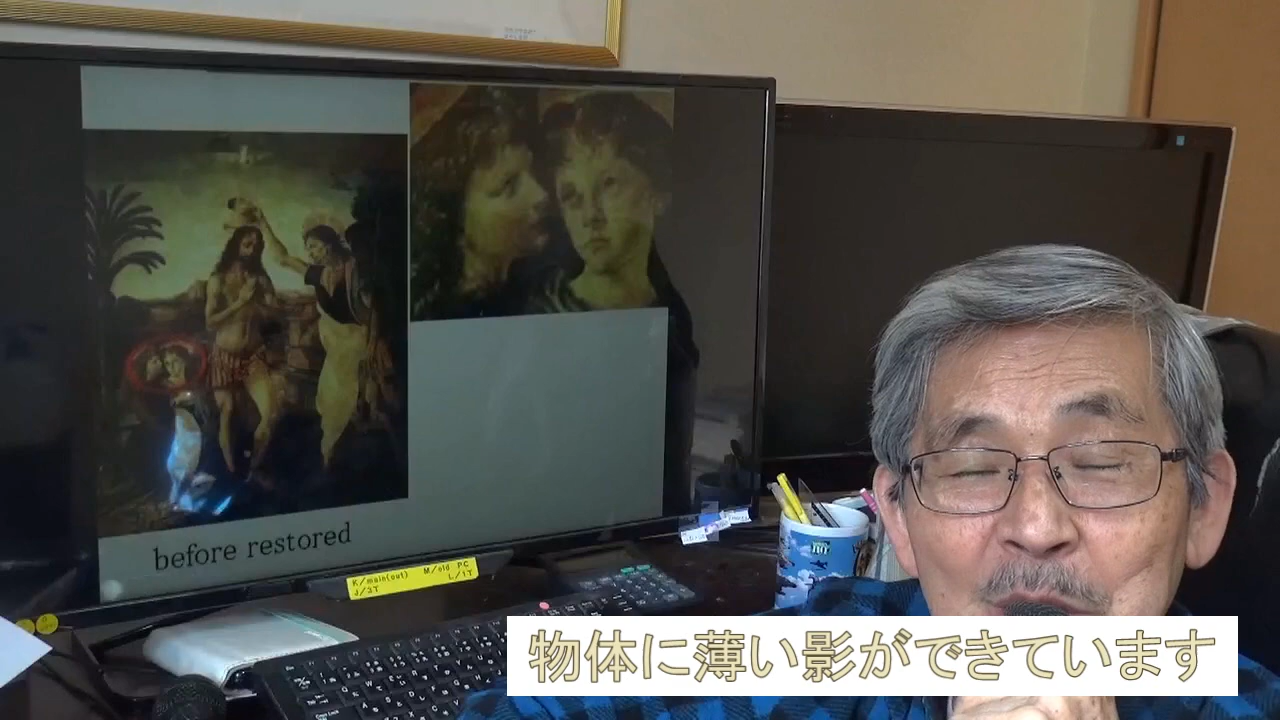 before restored
K/main(out) M/old PC
J/3T L/1T
物体に薄い影ができています